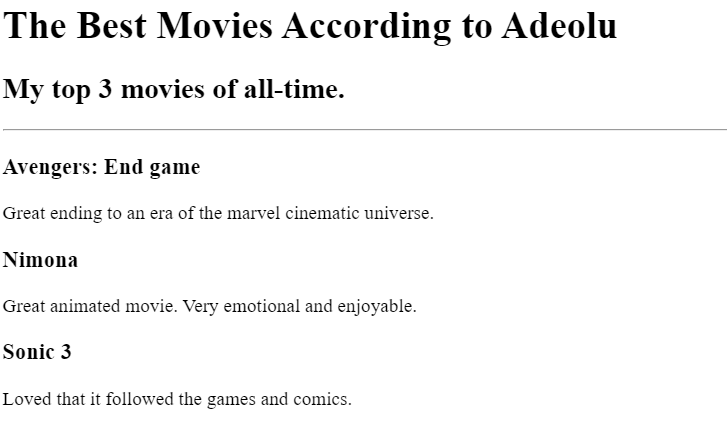 The Best Movies According to Adeolu
My top 3 movies of all-time.
Avengers: End game
Great ending to an era of the marvel cinematic universe.
Nimona
Great animated movie. Very emotional and enjoyable.
Sonic 3
Loved that it followed the games and comics.